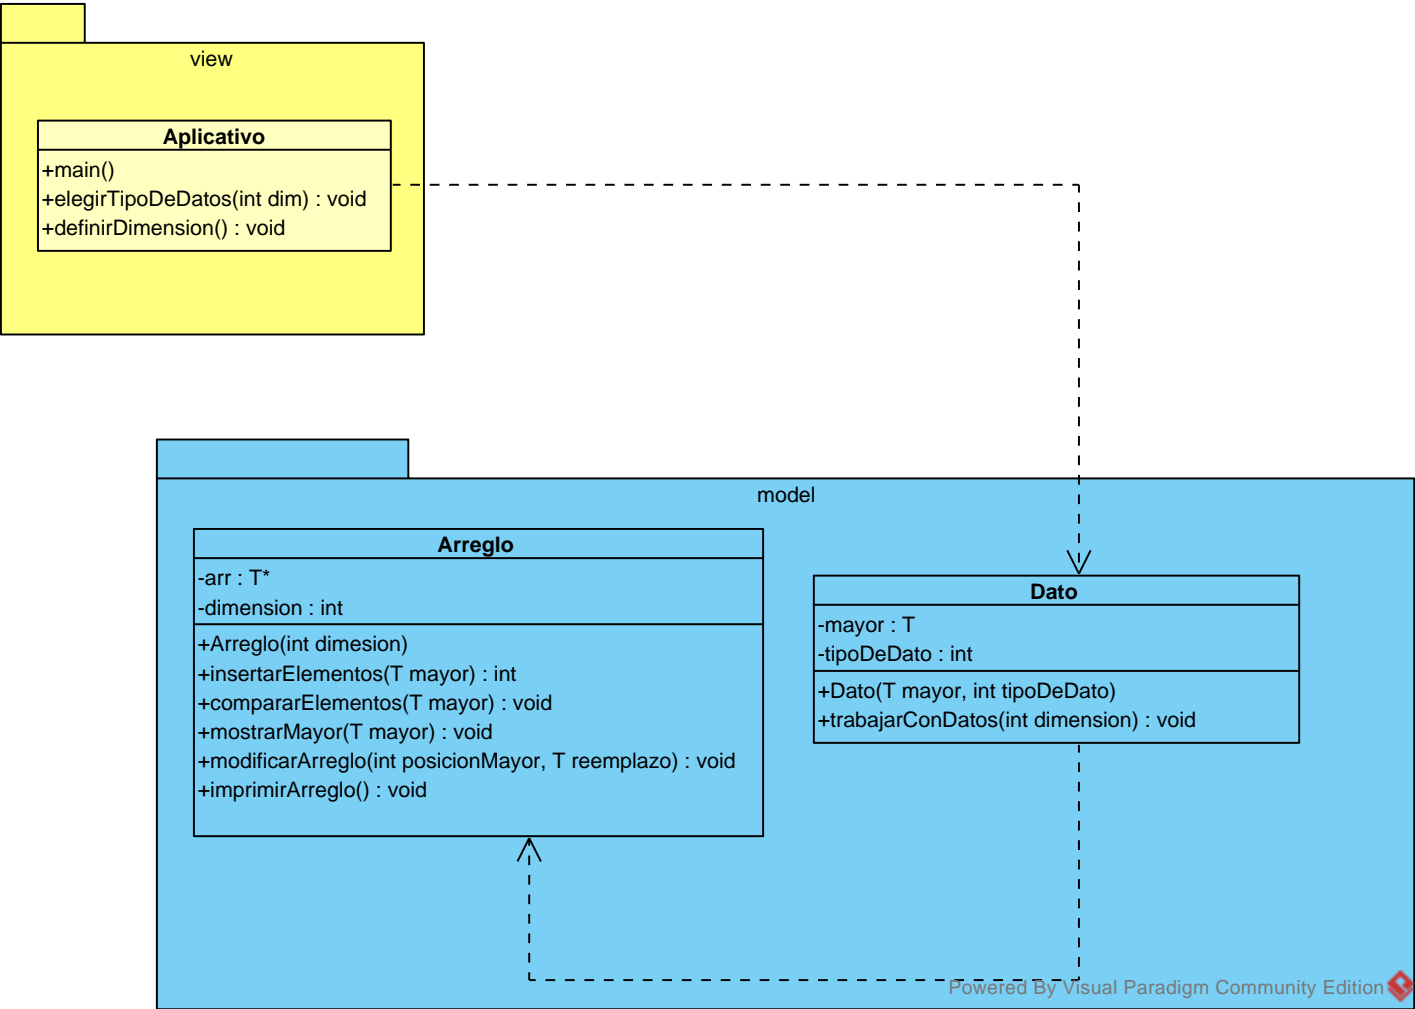 view
Aplicativo
+main()
+elegirTipoDeDatos(int dim) : void
+definirDimension() : void
model
Arreglo
-arr : T*
-dimension : int
+Arreglo(int dimesion)
+insertarElementos(T mayor) : int
+compararElementos(T mayor) : void
+mostrarMayor(T mayor) : void
+modificarArreglo(int posicionMayor, T reemplazo) : void
+imprimirArreglo() : void
Dato
-mayor : T
-tipoDeDato : int
+Dato(T mayor, int tipoDeDato)
+trabajarConDatos(int dimension) : void
Powered By Visual Paradigm Community Edition